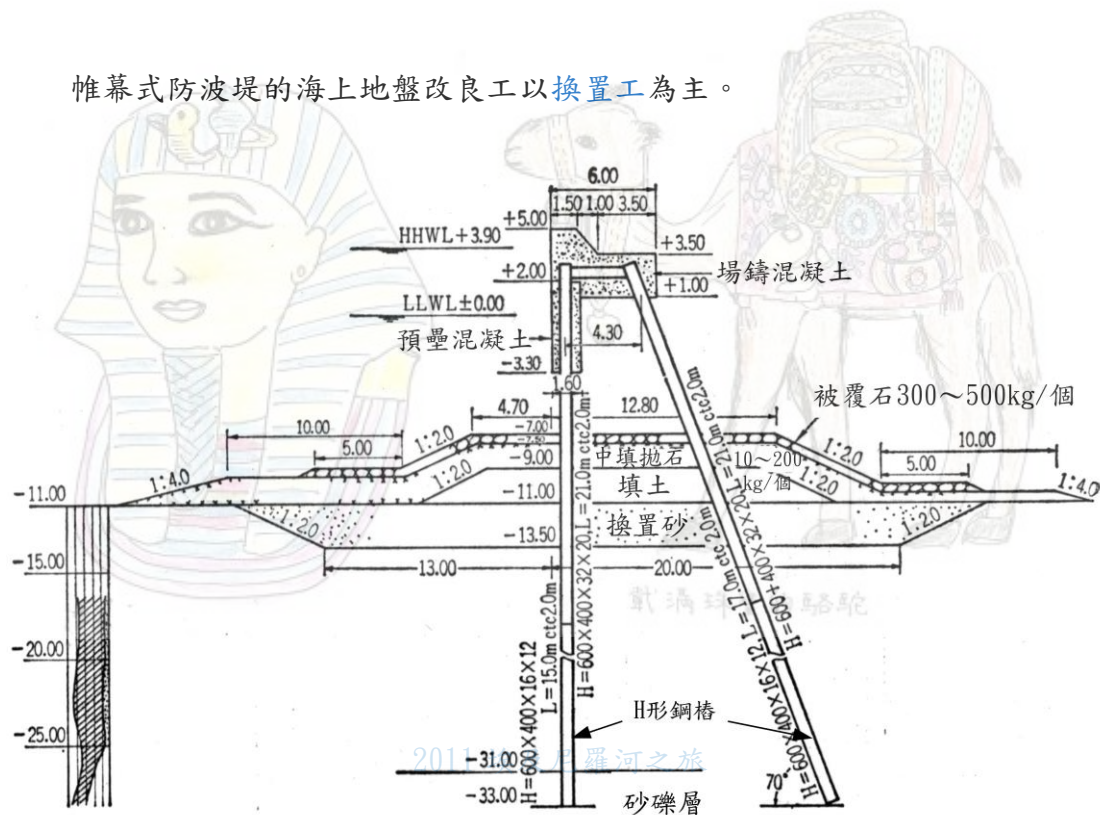 帷幕式防波堤的海上地盤改良工以換置工為主。
6.00
1.50 1.00 3.50
+5.00
HHWL+3.90
+3.50
+2.00
場鑄混凝土
+1.00
LLWL±0.00
預壘混凝土
4.30
-3.30
1.60
被覆石300～500kg/個
4.70
12.80
10.00
10.00
5.00
-7.00
1:2.0
1:2.0
5.00
-7.50
中填拋石
10～200
kg/個
1:4.0
1:2.0
-9.00
填土
1:2.0
1:4.0
-11.00
-11.00
1:2.0
換置砂
1:2.0
-13.50
-15.00
13.00
20.00
H=600×400×32×20,L=21.0m ctc2.0m
L=15.0m ctc2.0m
H=600×400×16×12
H=600×400×16×12,L=17.0m ctc 2.0m
H=600+400×32×20,L=21.0m ctc2.0m
-20.00
H形鋼樁
-25.00
-31.00
-33.00
砂礫層
70°
2011
尼羅河之旅
駱駝